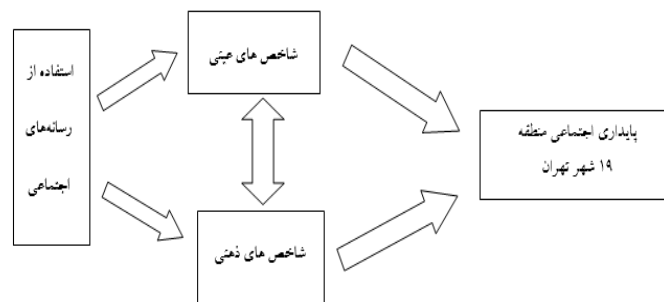 استفاده از
رسانه‌های
اجتماعی
شاخص های عینی
شاخص های ذهنی
پایداری اجتماعی منطقه
۱۹ شهر تهران